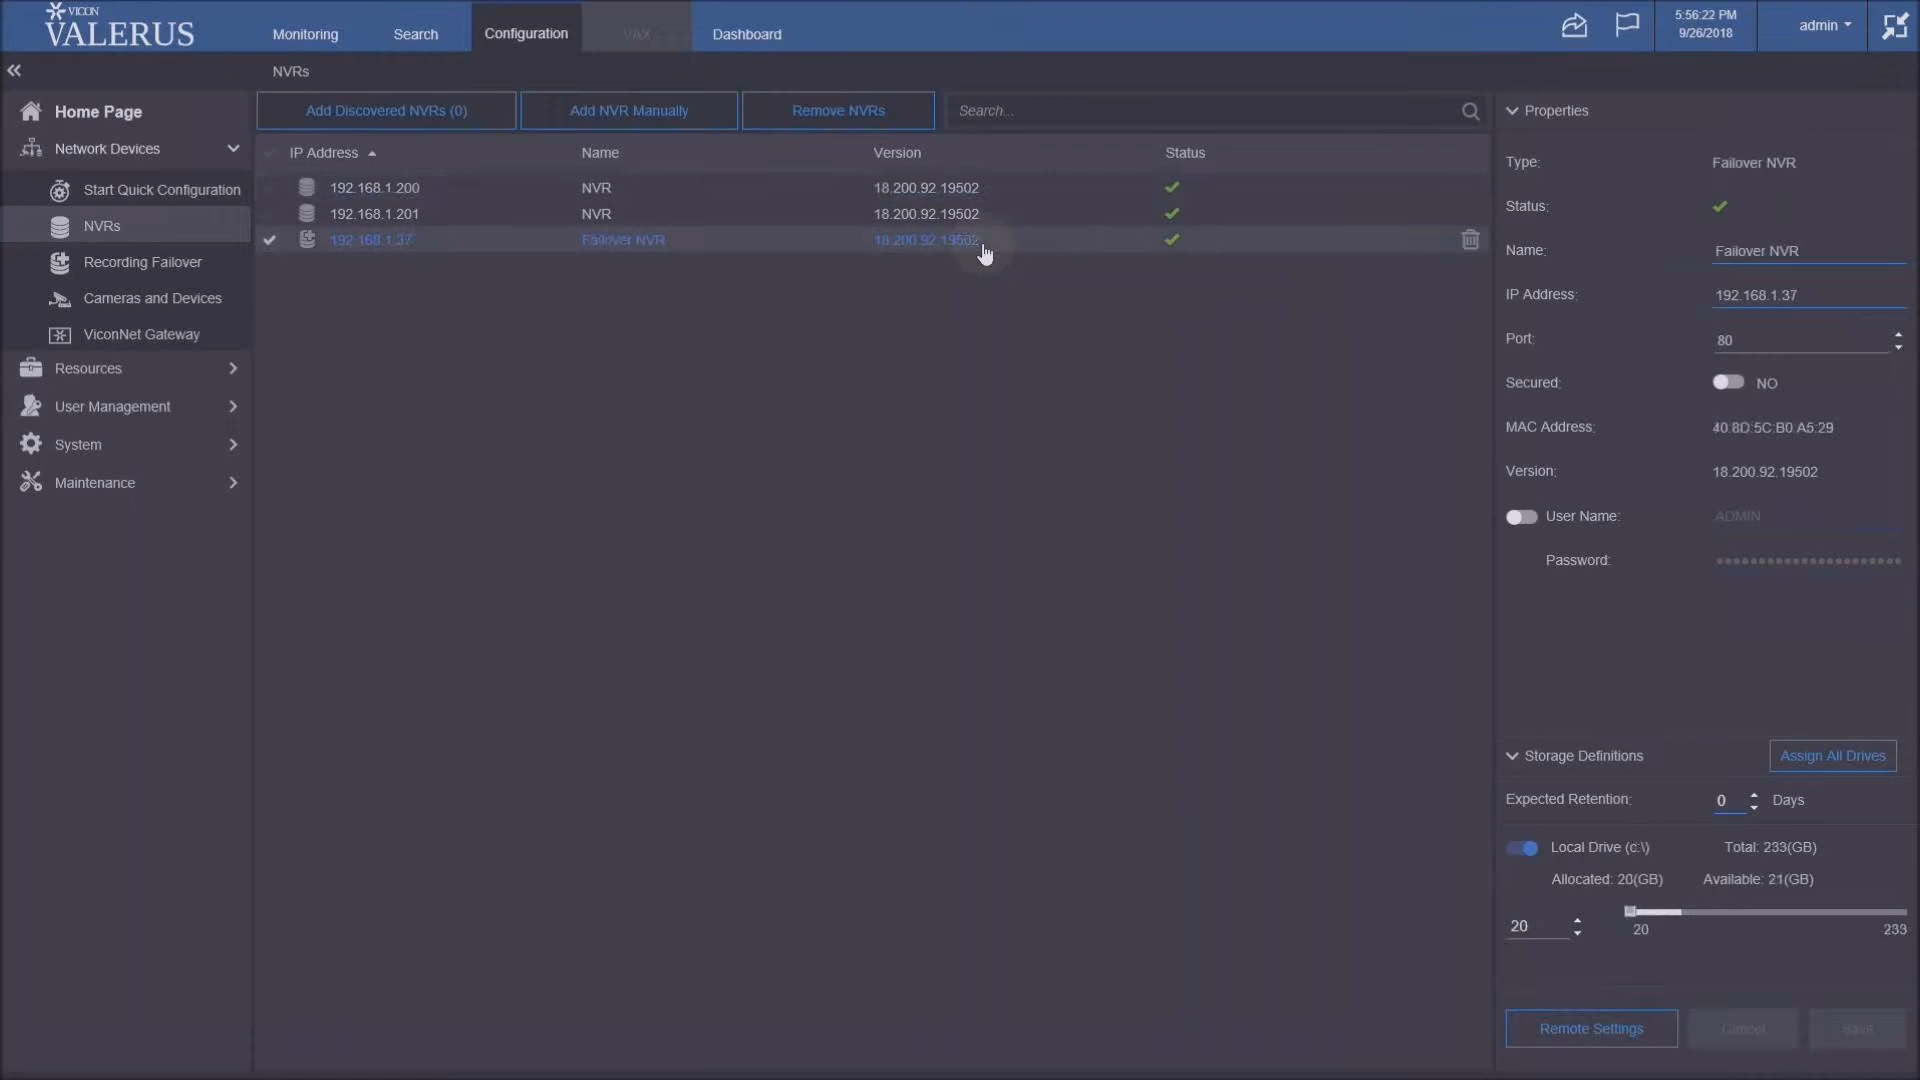 VICON
VALERUS
Monitoring
Search
Configuration
VAX
Dashboard
5:56:22 PM
9/26/2018
admin
NVRs
Home Page
Network Devices
Start Quick Configuration
NVRs
Recording Failover
Cameras and Devices
ViconNet Gateway
Resources
User Management
System
Maintenance
Add Discovered NVRs (0)
Add NVR Manually
Remove NVRs
Search...
IP Address Name Version Status
192.168.1.200 NVR 18.200.92.19502
192.168.1.201 NVR 18.200.92.19502
192.168.1.37 Failover NVR 18.200.92.19502
Properties
Type: Failover NVR
Status:
Name: Failover NVR
IP Address: 192.168.1.37
Port: 80
Secured: NO
MAC Address: 40:8D:5C:B0:A5:29
Version: 18.200.92.19502
User Name: ADMIN
Password:
Storage Definitions
Assign All Drives
Expected Retention: 0 Days
Local Drive (c:\) Total: 233(GB)
Allocated: 20(GB) Available: 21(GB)
20
20 233
Remote Settings
Cancel
Save